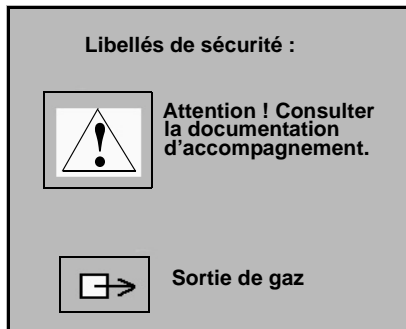 Libellés de sécurité :
Attention ! Consulter
la documentation
d'accompagnement.
Sortie de gaz